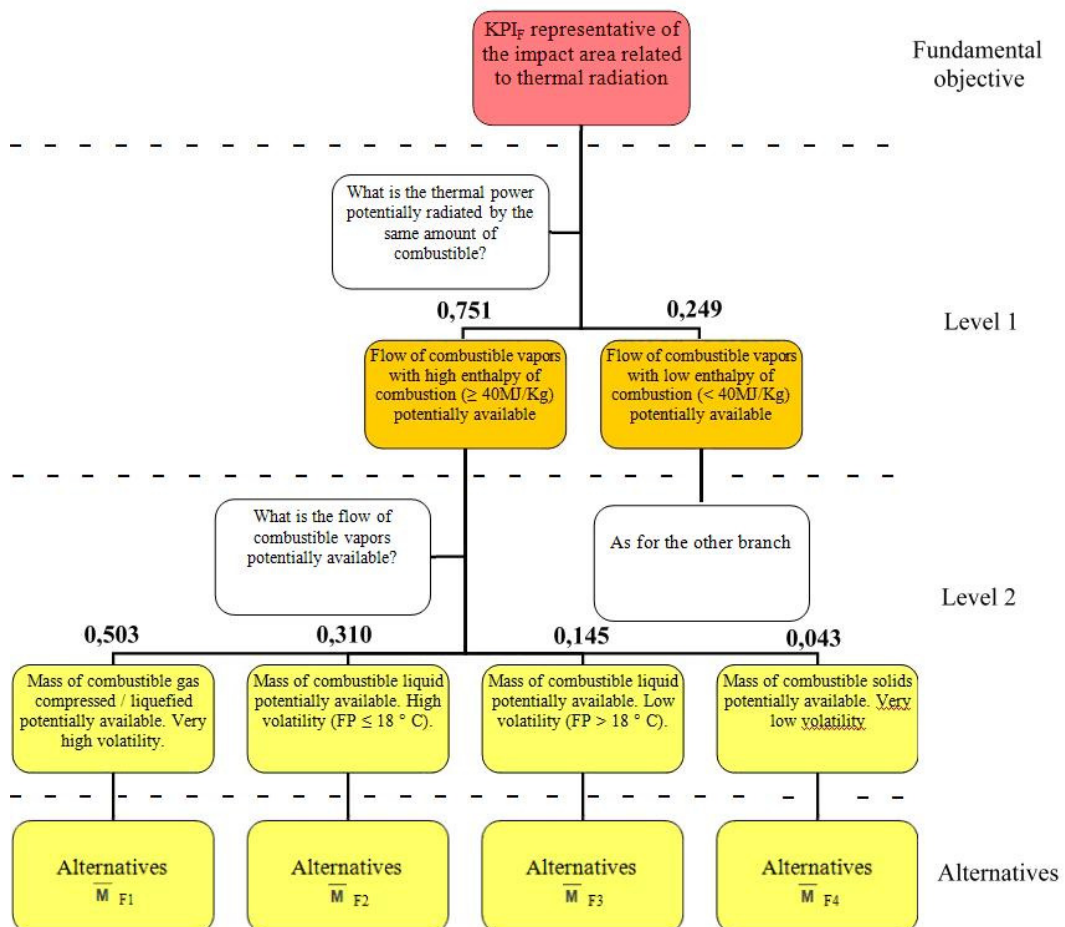 KPIF representative of
the impact area related
to thermal radiation
Fundamental
objective
What is the thermal power
potentially radiated by the
same amount of
combustible?
0,751
0,249
Level 1
Flow of combustible vapors
with high enthalpy of
combustion (≥ 40MJ/Kg)
potentially available
Flow of combustible vapors
with low enthalpy of
combustion (< 40MJ/Kg)
potentially available
What is the flow of
combustible vapors
potentially available?
As for the other branch
Level 2
0,503
0,310
0,145
0,043
Mass of combustible gas
compressed / liquefied
potentially available. Very
high volatility.
Mass of combustible liquid
potentially available. High
volatility (FP ≤ 18 ° C).
Mass of combustible liquid
potentially available. Low
volatility (FP > 18 ° C).
Mass of combustible solids
potentially available. Very
low volatility
Alternatives
M̅ F1
Alternatives
M̅ F2
Alternatives
M̅ F3
Alternatives
M̅ F4
Alternatives